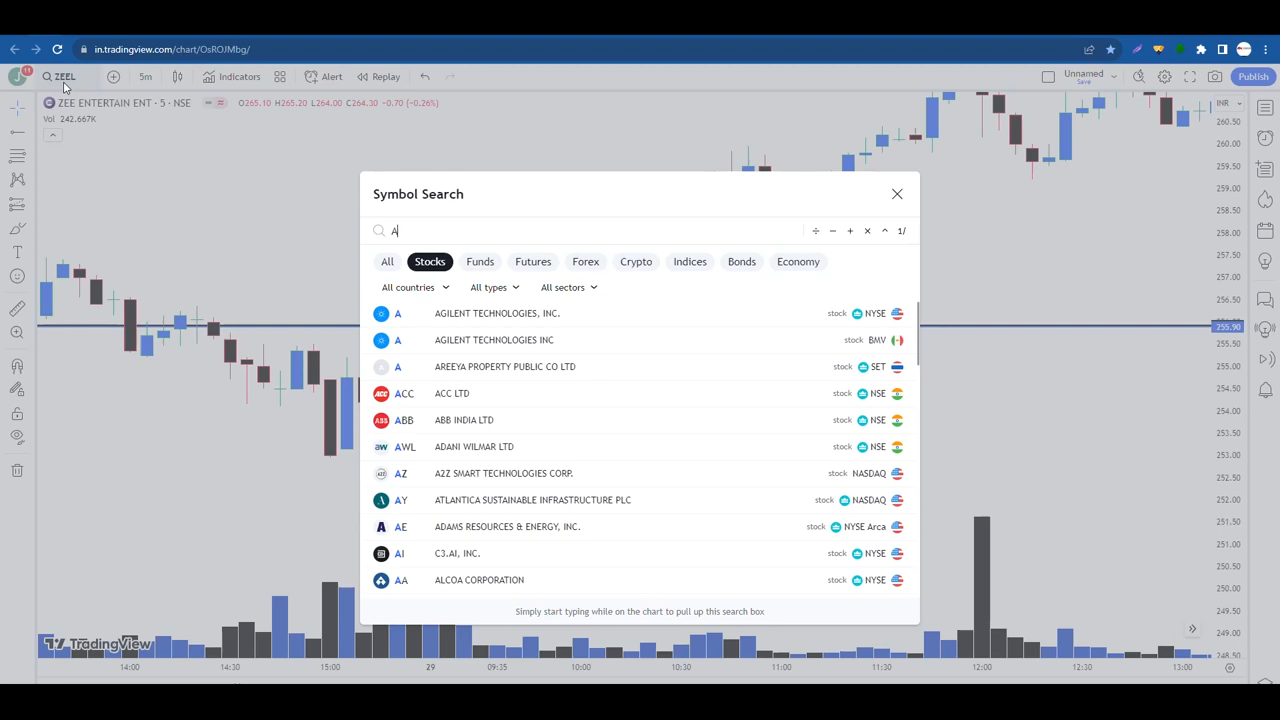 in.tradingview.com/chart/OsROJMbg/
J 11 ZEEL 5m Indicators Alert Replay Unnamed Save Publish
ZEE ENTERTAIN ENT · 5 · NSE O265.10 H265.20 L264.00 C264.30 −0.70 (−0.26%) INR
Vol 242.667K
260.50
260.00
259.50
Symbol Search
259.00
258.50
A ÷ − + × 1/
258.00
257.50
All Stocks Funds Futures Forex Crypto Indices Bonds Economy
257.00
All countries All types All sectors
256.50
A AGILENT TECHNOLOGIES, INC. stock NYSE
255.90
A AGILENT TECHNOLOGIES INC stock BMV
255.50
A AREEYA PROPERTY PUBLIC CO LTD stock SET
255.00
254.50
ACC ACC LTD stock NSE
254.00
ABB ABB INDIA LTD stock NSE
253.50
253.00
AWL ADANI WILMAR LTD stock NSE
252.50
AZ A2Z SMART TECHNOLOGIES CORP. stock NASDAQ
252.00
AY ATLANTICA SUSTAINABLE INFRASTRUCTURE PLC stock NASDAQ
251.50
AE ADAMS RESOURCES & ENERGY, INC. stock NYSE Arca
251.00
250.50
AI C3.AI, INC. stock NYSE
250.00
AA ALCOA CORPORATION stock NYSE
249.50
Simply start typing while on the chart to pull up this search box
249.00
TradingView
248.50
14:00 14:30 15:00 29 09:35 10:00 10:30 11:00 11:30 12:00 12:30 13:00